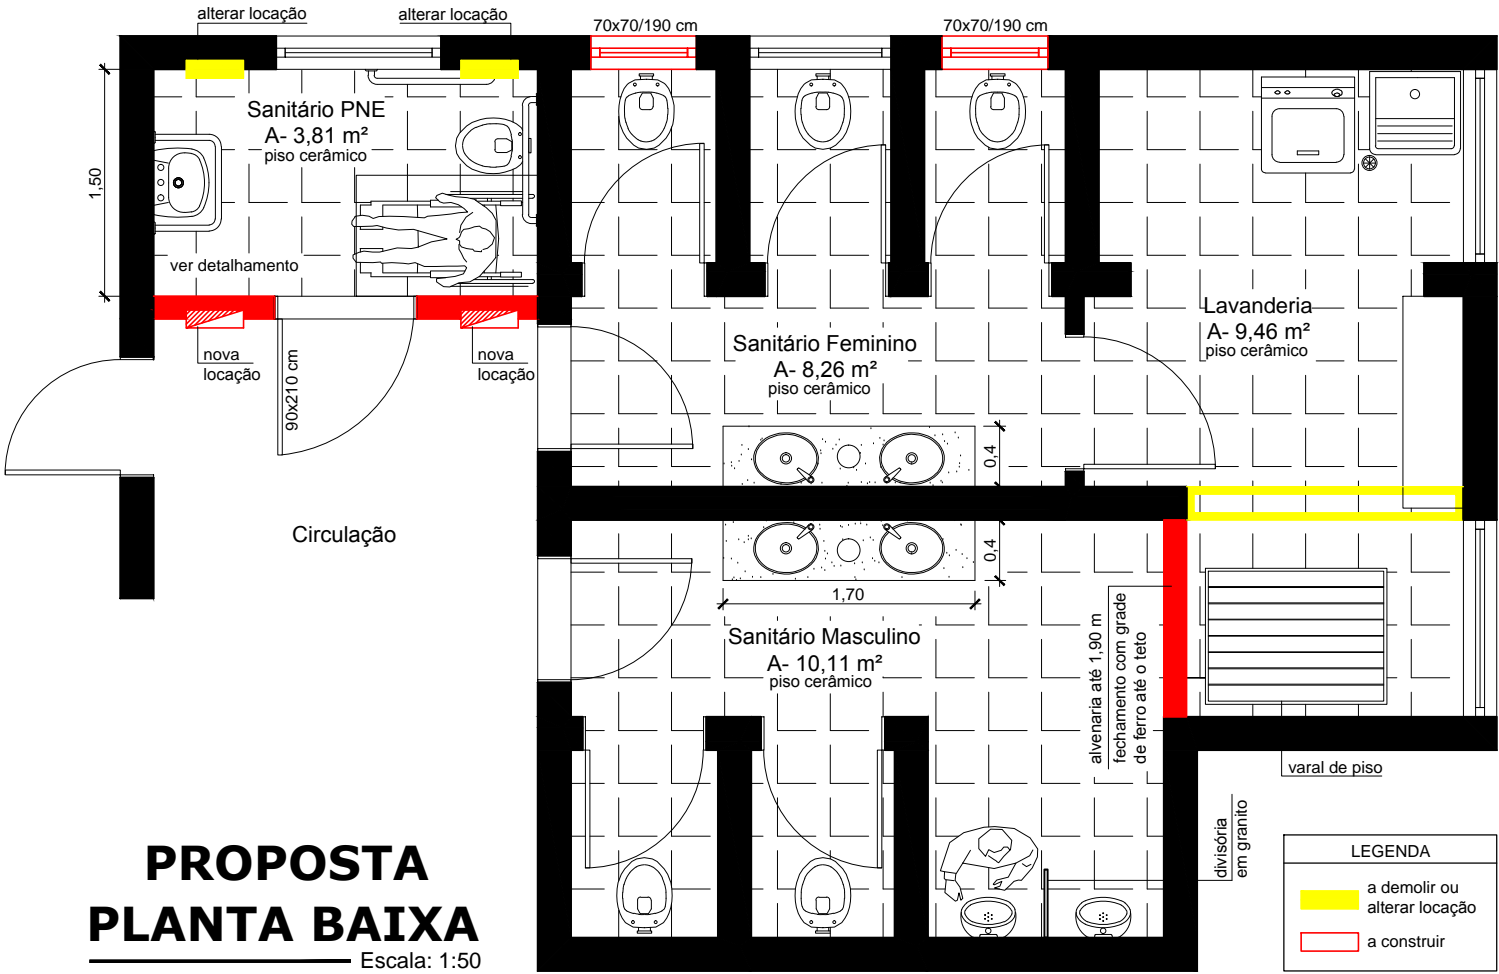 alterar locação
alterar locação
70x70/190 cm
70x70/190 cm
Sanitário PNE
A- 3,81 m²
piso cerâmico
1,50
ver detalhamento
nova
locação
90x210 cm
nova
locação
Sanitário Feminino
A- 8,26 m²
piso cerâmico
Lavanderia
A- 9,46 m²
piso cerâmico
0,4
Circulação
0,4
1,70
Sanitário Masculino
A- 10,11 m²
piso cerâmico
alvenaria até 1,90 m
fechamento com grade
de ferro até o teto
varal de piso
divisória
em granito
PROPOSTA
PLANTA BAIXA
Escala: 1:50
LEGENDA
a demolir ou
alterar locação
a construir